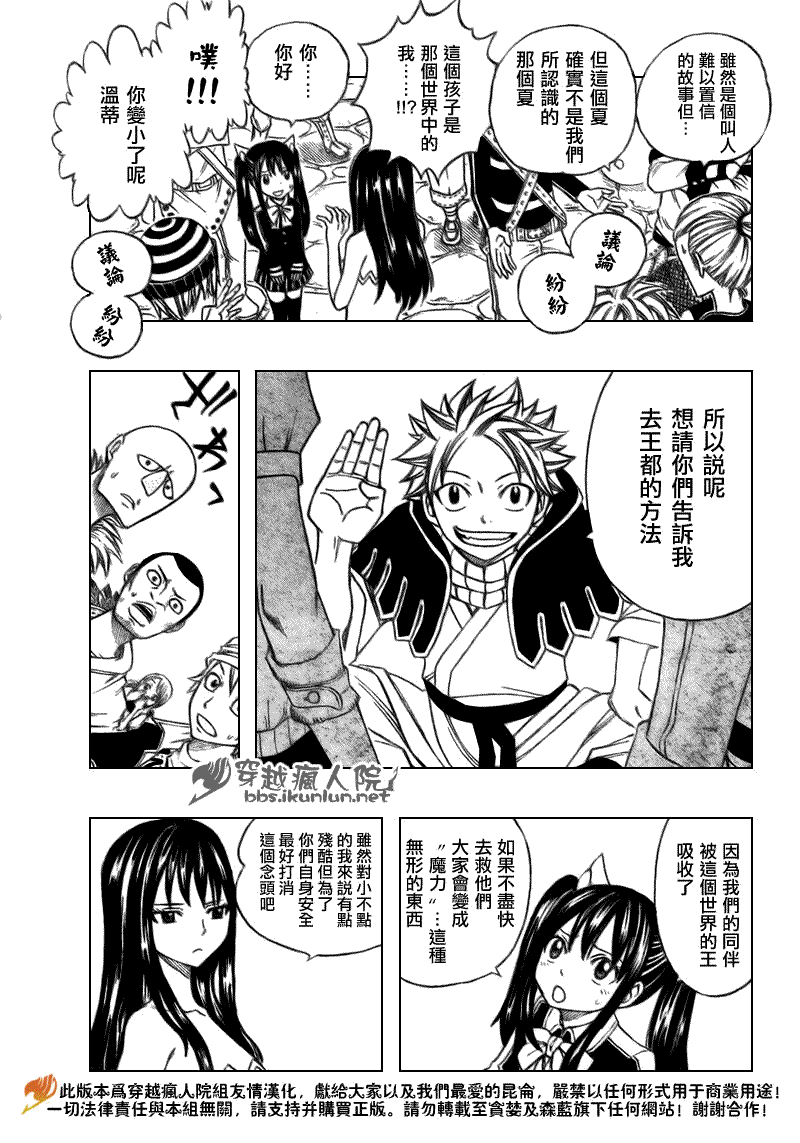 雖然是個叫人
難以置信
的故事但…
但這個夏
確實不是我們
所認識的
那個夏
這個孩子是
那個世界中的
我……!!?
你……
你好
噗!!!
你變小了呢
溫蒂
議論
紛紛
議論
紛紛
所以説呢
想請你們告訴我
去王都的方法
因為我們的同伴
被這個世界的王
吸收了
如果不盡快
去救他們
大家會變成
〝魔力〞…這種
無形的東西
雖然對小不點
的我來説有點
殘酷但為了
你們自身安全
最好打消
這個念頭吧
穿越瘋人院
bbs.ikunlun.net
此版本爲穿越瘋人院組友情漢化，獻給大家以及我們最愛的昆侖，嚴禁以任何形式用于商業用途！
一切法律責任與本組無關，請支持并購買正版。請勿轉載至貪婪及森藍旗下任何網站！謝謝合作！